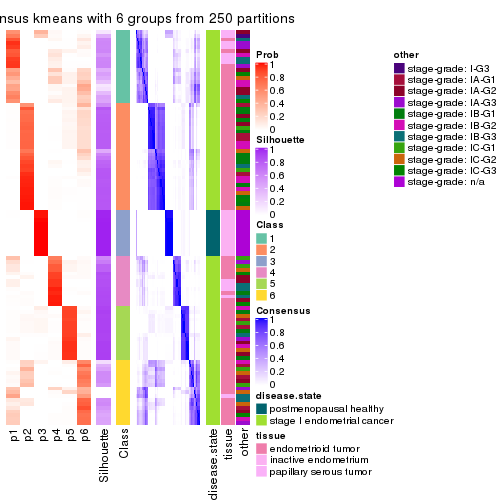 nsus kmeans with 6 groups from 250 partitions
Prob
1
0.8
0.6
0.4
0.2
0
Silhouette
1
0.8
0.6
0.4
0.2
0
Class
1
2
3
4
5
6
Consensus
1
0.8
0.6
0.4
0.2
0
disease.state
postmenopausal healthy
stage I endometrial cancer
tissue
endometrioid tumor
inactive endometrium
papillary serous tumor
other
stage-grade: I-G3
stage-grade: IA-G1
stage-grade: IA-G2
stage-grade: IA-G3
stage-grade: IB-G1
stage-grade: IB-G2
stage-grade: IB-G3
stage-grade: IC-G1
stage-grade: IC-G2
stage-grade: IC-G3
stage-grade: n/a
p1
p2
p3
p4
p5
p6
Silhouette
Class
disease.state
tissue
other